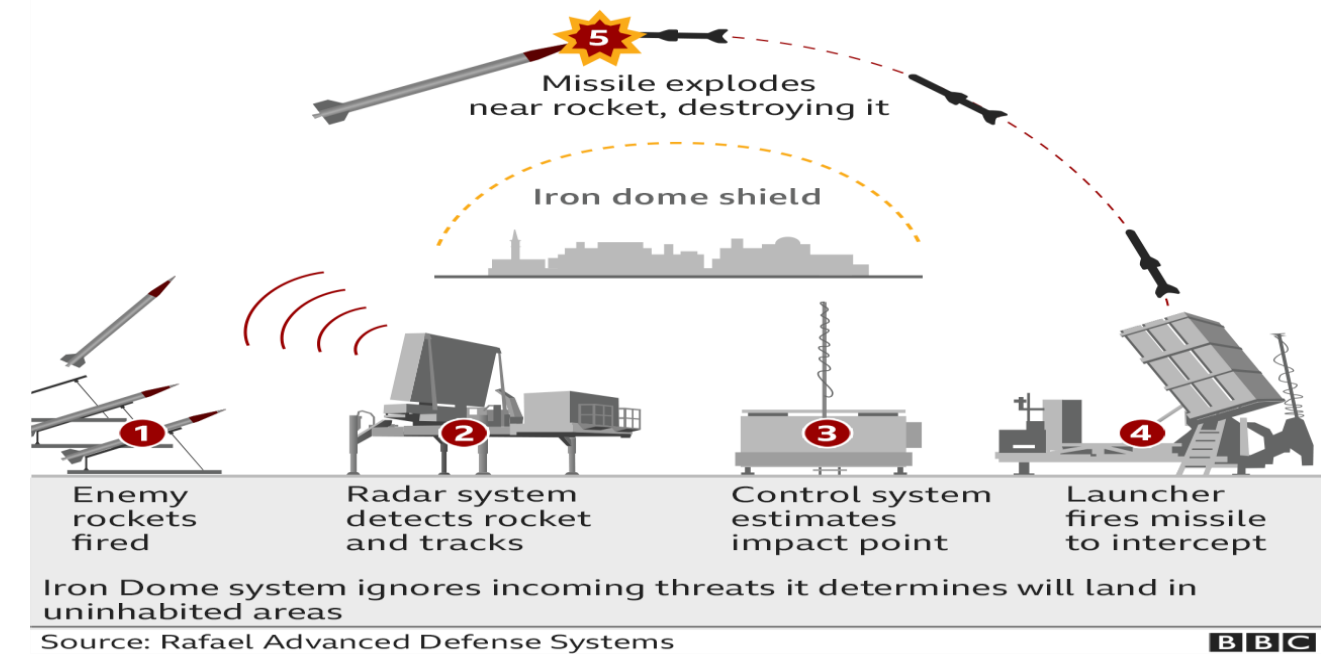 5
Missile explodes
near rocket, destroying it
Iron dome shield
1
2
3
4
Enemy
rockets
fired
Radar system
detects rocket
and tracks
Control system
estimates
impact point
Launcher
fires missile
to intercept
Iron Dome system ignores incoming threats it determines will land in
uninhabited areas
Source: Rafael Advanced Defense Systems
BBC